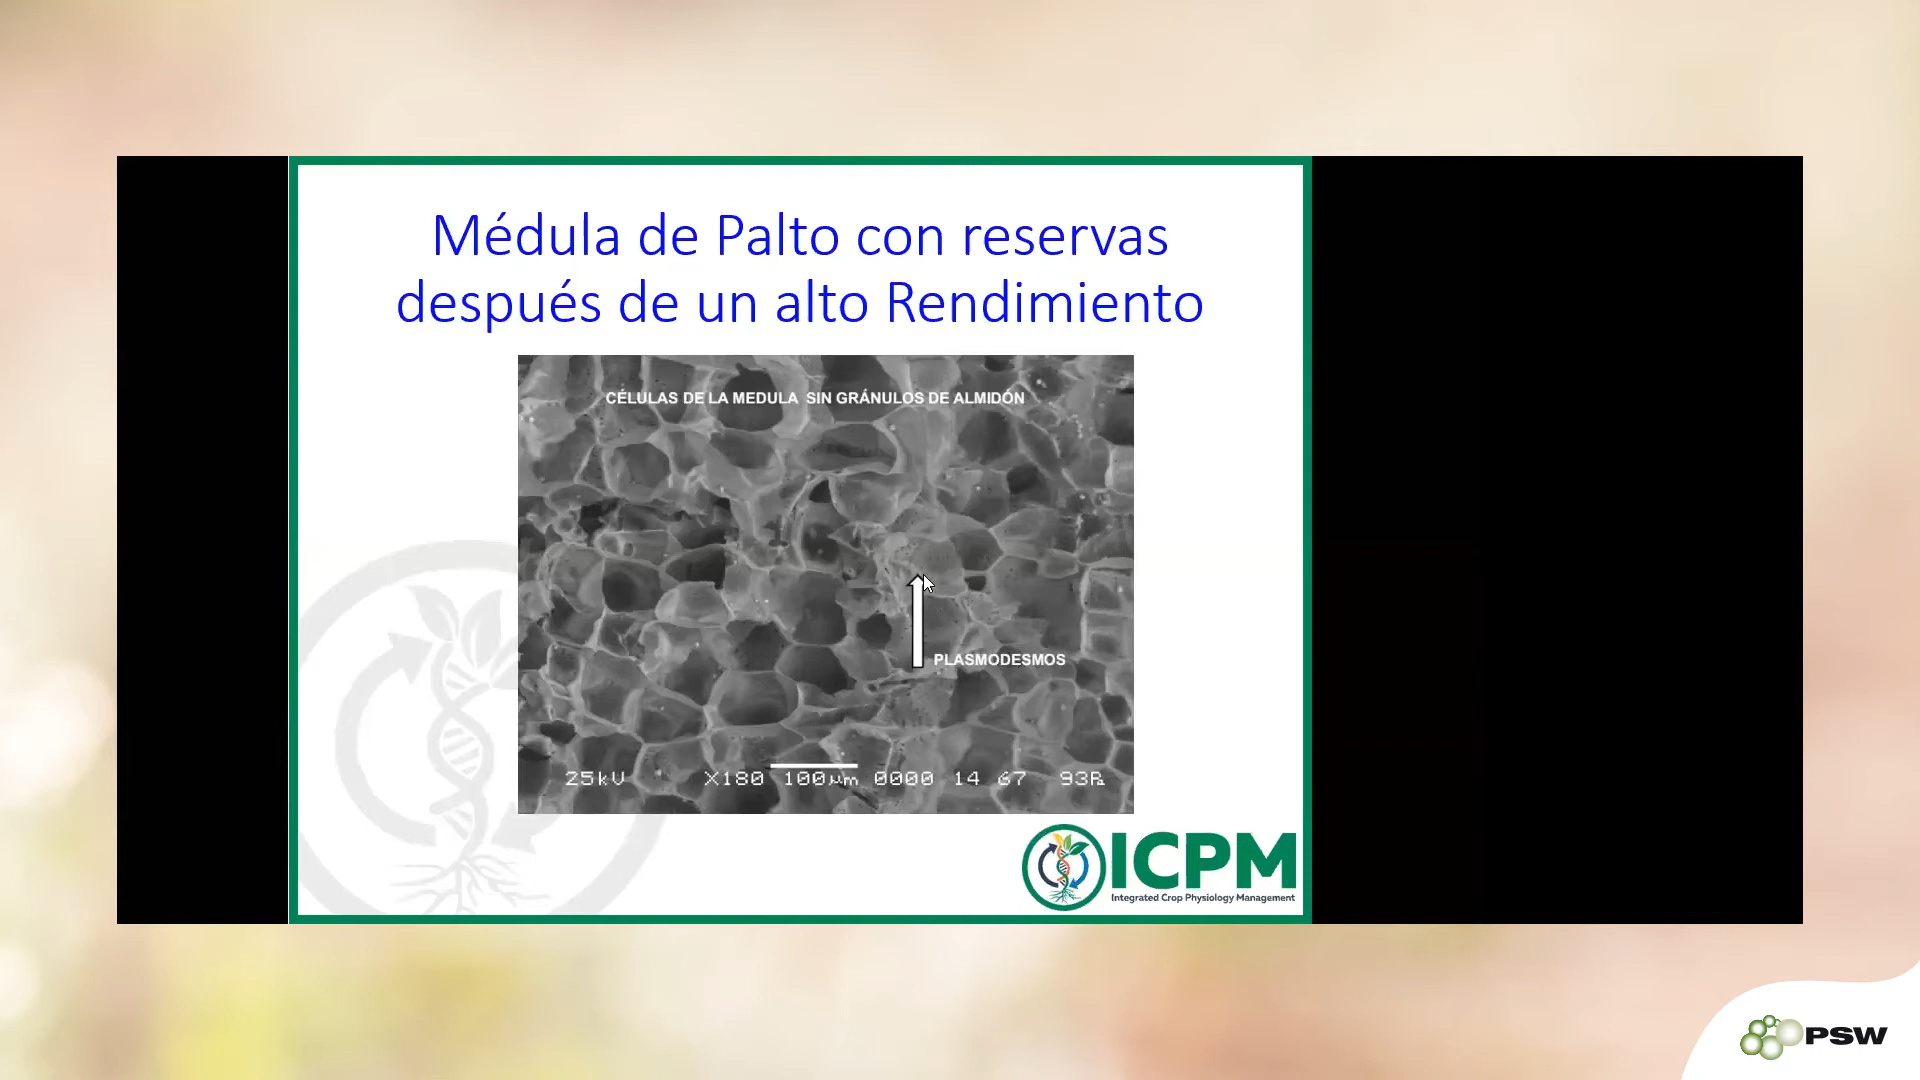 Médula de Palto con reservas
después de un alto Rendimiento
CÉLULAS DE LA MEDULA SIN GRÁNULOS DE ALMIDÓN
PLASMODESMOS
25kV X180 100µm 0000 14 67 93R
ICPM
Integrated Crop Physiology Management
PSW